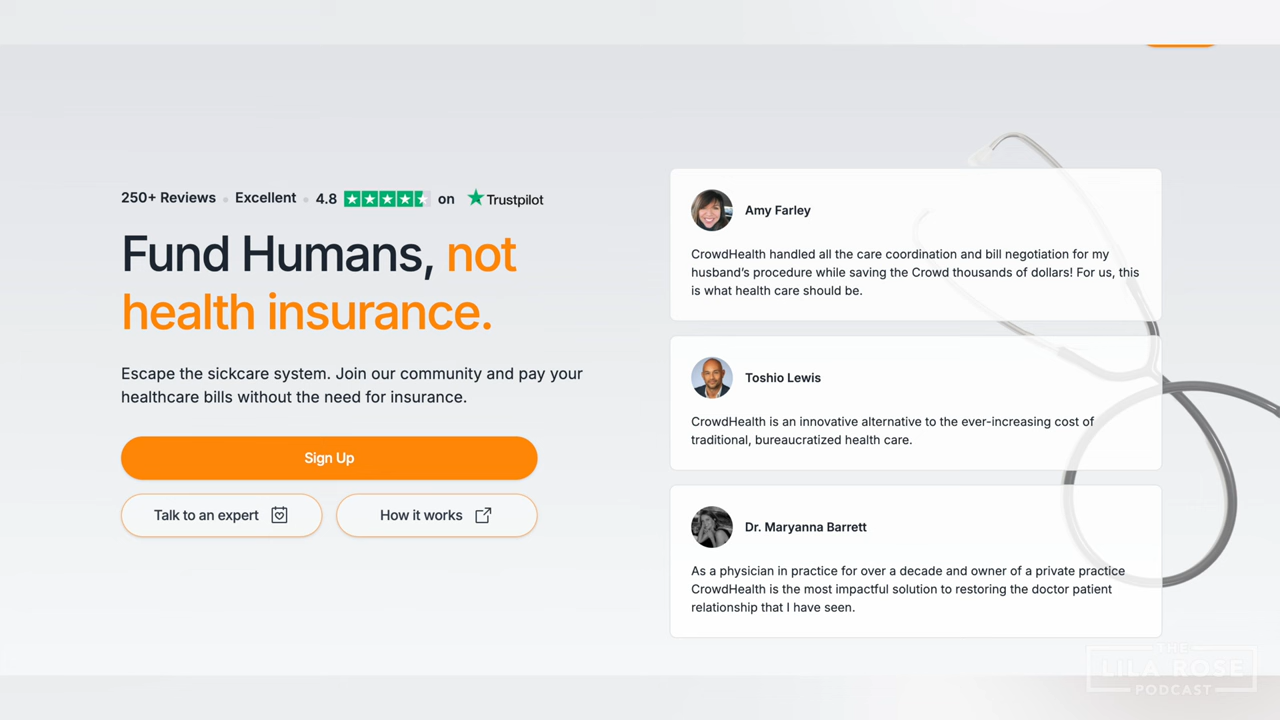 250+ Reviews • Excellent • 4.8 on Trustpilot
Fund Humans, not
health insurance.
Escape the sickcare system. Join our community and pay your
healthcare bills without the need for insurance.
Sign Up
Talk to an expert
How it works
Amy Farley
CrowdHealth handled all the care coordination and bill negotiation for my
husband’s procedure while saving the Crowd thousands of dollars! For us, this
is what health care should be.
Toshio Lewis
CrowdHealth is an innovative alternative to the ever-increasing cost of
traditional, bureaucratized health care.
Dr. Maryanna Barrett
As a physician in practice for over a decade and owner of a private practice
CrowdHealth is the most impactful solution to restoring the doctor patient
relationship that I have seen.
THE
LILA ROSE
PODCAST